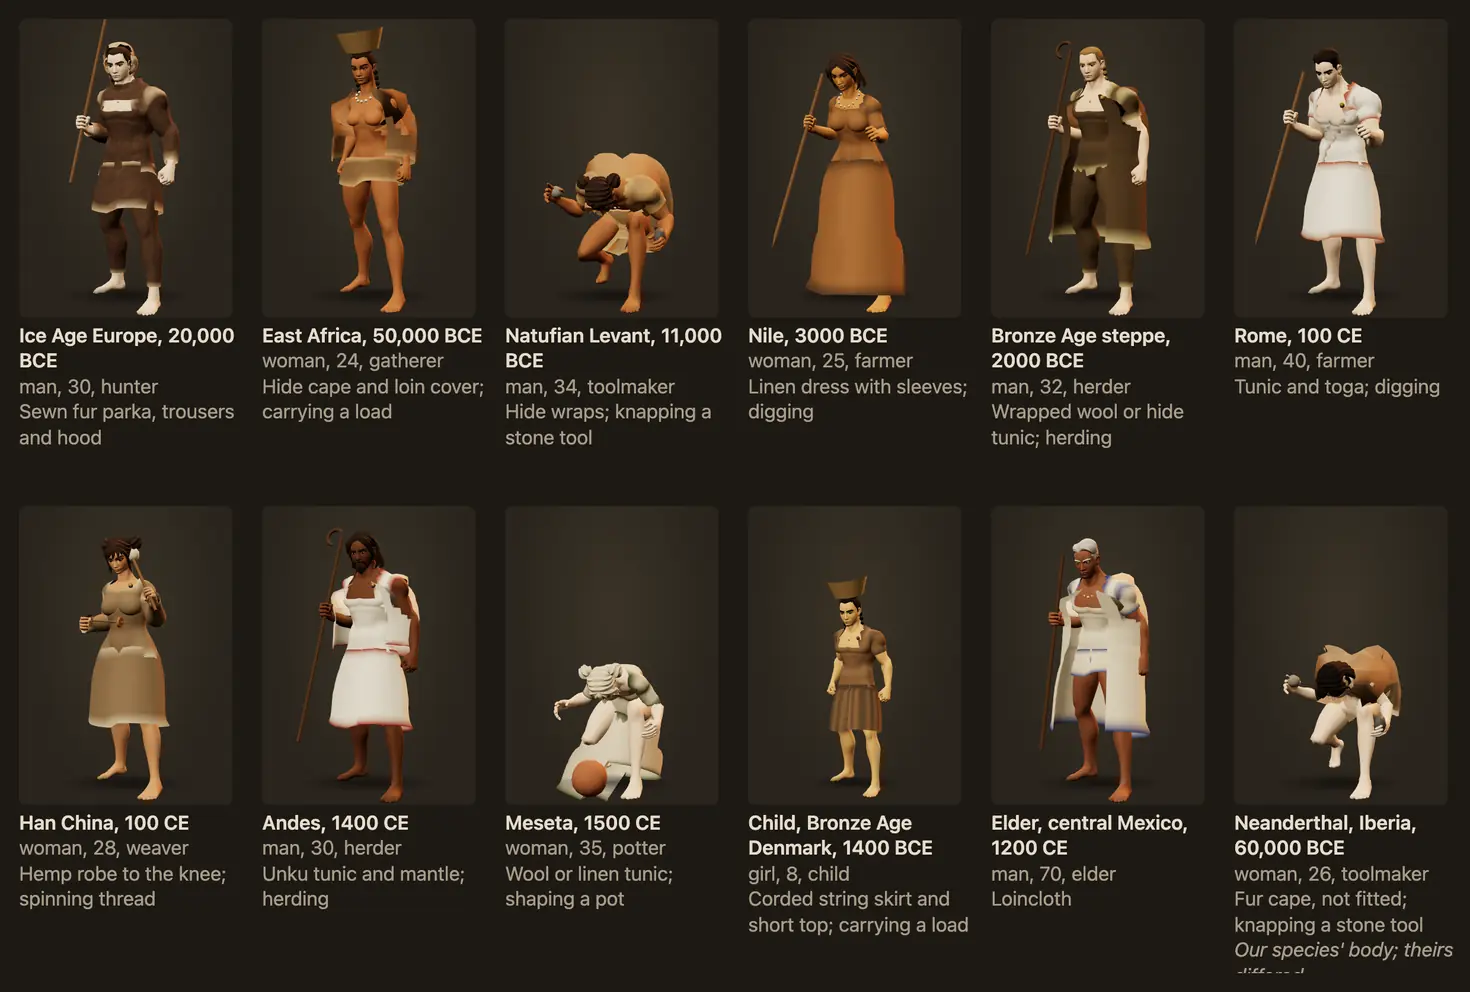 Ice Age Europe, 20,000
BCE
man, 30, hunter
Sewn fur parka, trousers
and hood
East Africa, 50,000 BCE
woman, 24, gatherer
Hide cape and loin cover;
carrying a load
Natufian Levant, 11,000
BCE
man, 34, toolmaker
Hide wraps; knapping a
stone tool
Nile, 3000 BCE
woman, 25, farmer
Linen dress with sleeves;
digging
Bronze Age steppe,
2000 BCE
man, 32, herder
Wrapped wool or hide
tunic; herding
Rome, 100 CE
man, 40, farmer
Tunic and toga; digging
Han China, 100 CE
woman, 28, weaver
Hemp robe to the knee;
spinning thread
Andes, 1400 CE
man, 30, herder
Unku tunic and mantle;
herding
Meseta, 1500 CE
woman, 35, potter
Wool or linen tunic;
shaping a pot
Child, Bronze Age
Denmark, 1400 BCE
girl, 8, child
Corded string skirt and
short top; carrying a load
Elder, central Mexico,
1200 CE
man, 70, elder
Loincloth
Neanderthal, Iberia,
60,000 BCE
woman, 26, toolmaker
Fur cape, not fitted;
knapping a stone tool
Our species' body; theirs